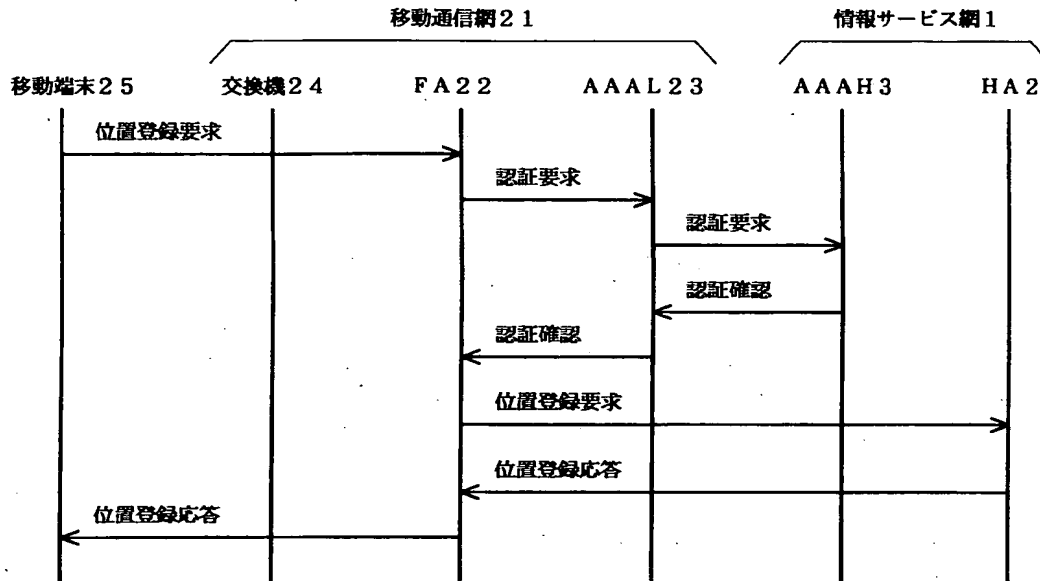 移動通信網２１
情報サービス網1
移動端末２５
交換機２４
ＦＡ２２
ＡＡＡＬ２３
ＡＡＡＨ３
ＨＡ２
位置登録要求
認証要求
認証要求
認証確認
認証確認
位置登録要求
位置登録応答
位置登録応答